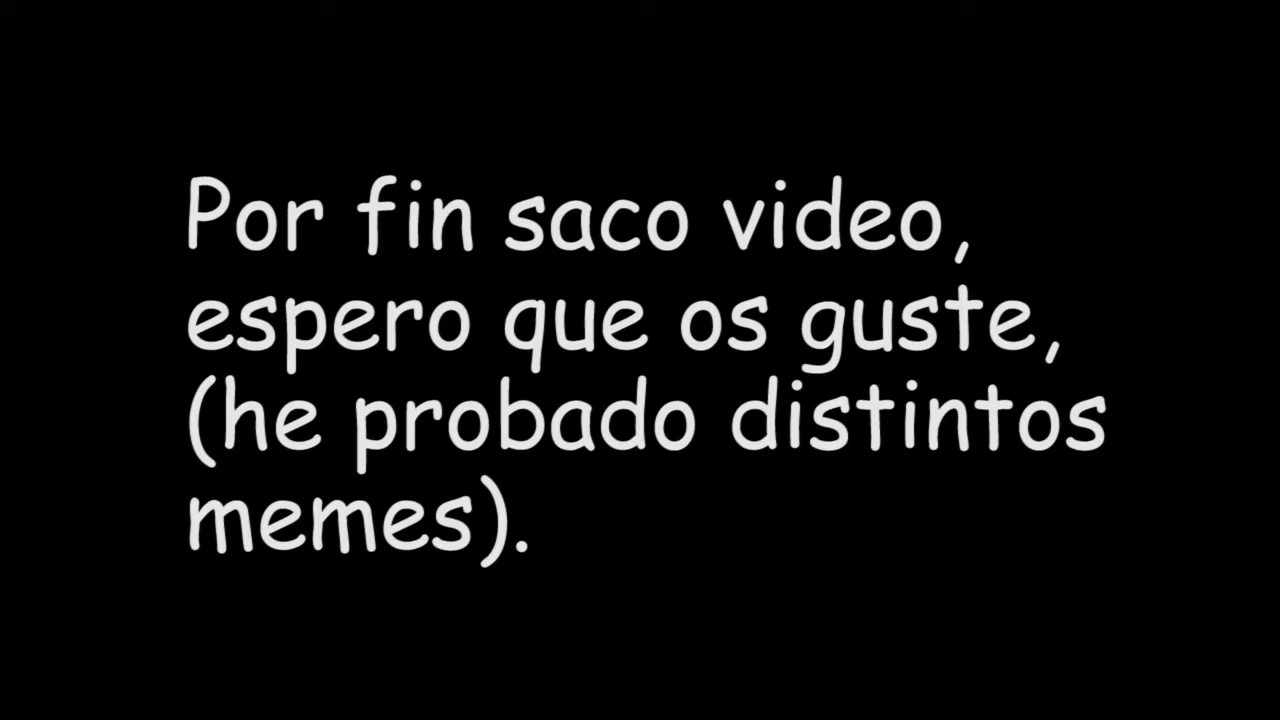 Por fin saco video,
espero que os guste,
(he probado distintos
memes).